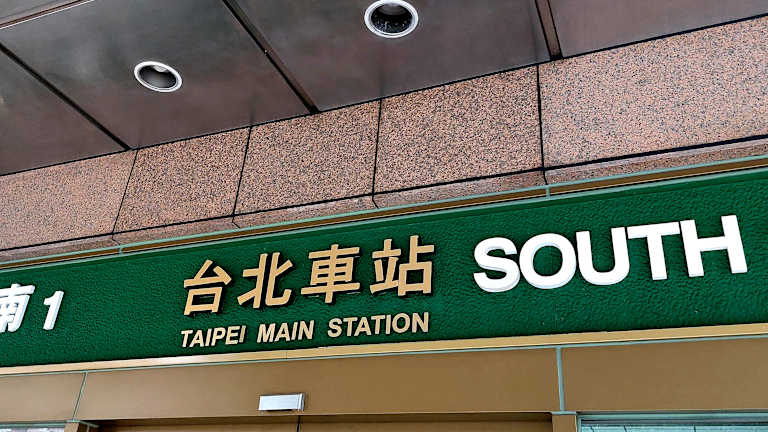 南1 台北車站 SOUTH
TAIPEI MAIN STATION